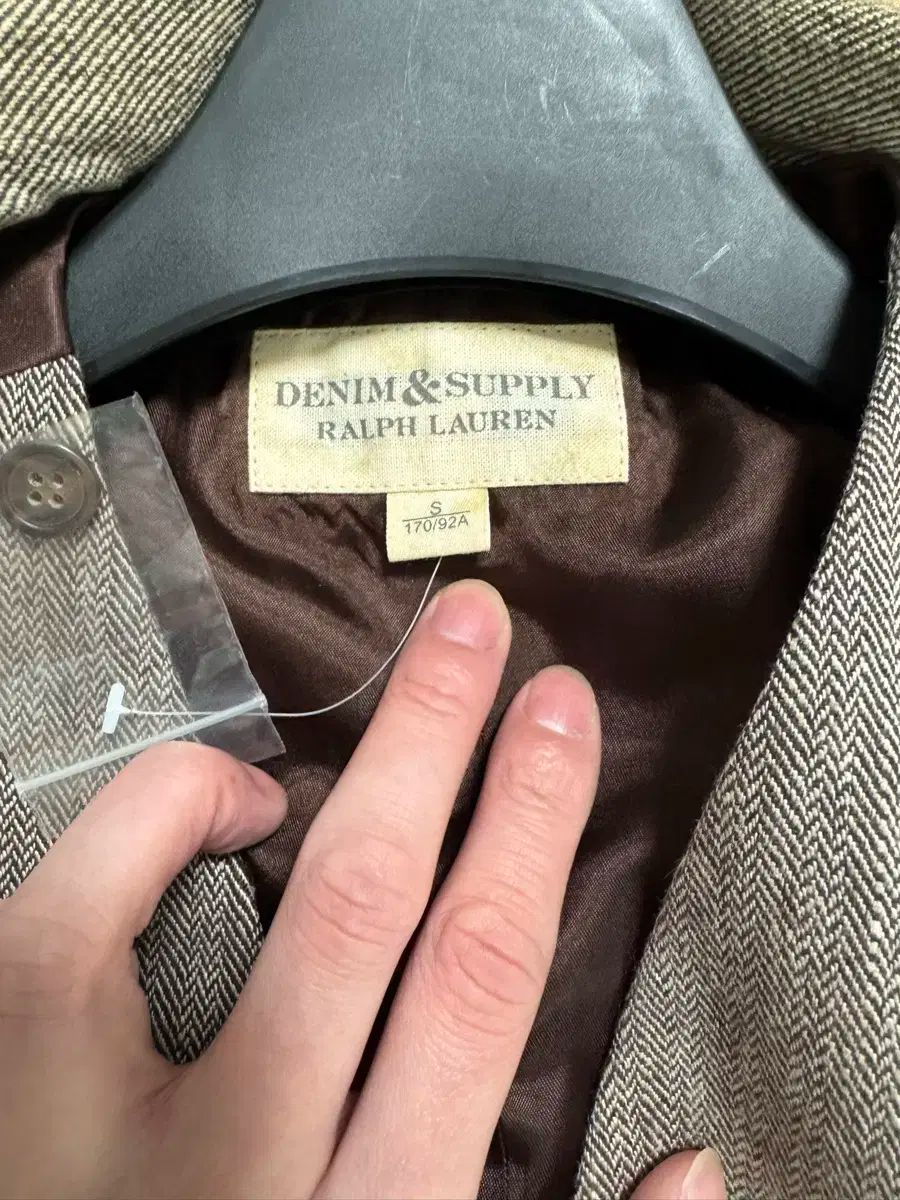 DENIM & SUPPLY
RALPH LAUREN
S
170/92A